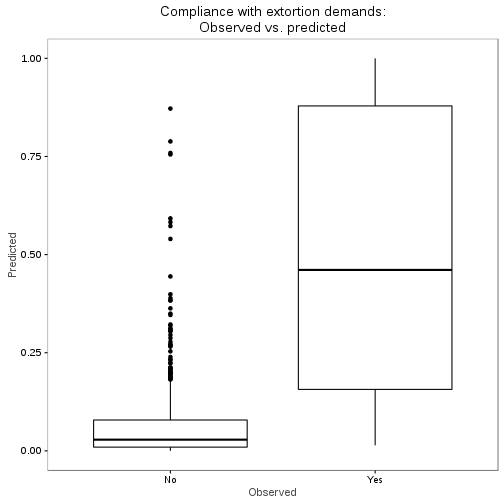 Compliance with extortion demands:
Observed vs. predicted
1.00
0.75
0.50
0.25
0.00
Predicted
No
Yes
Observed